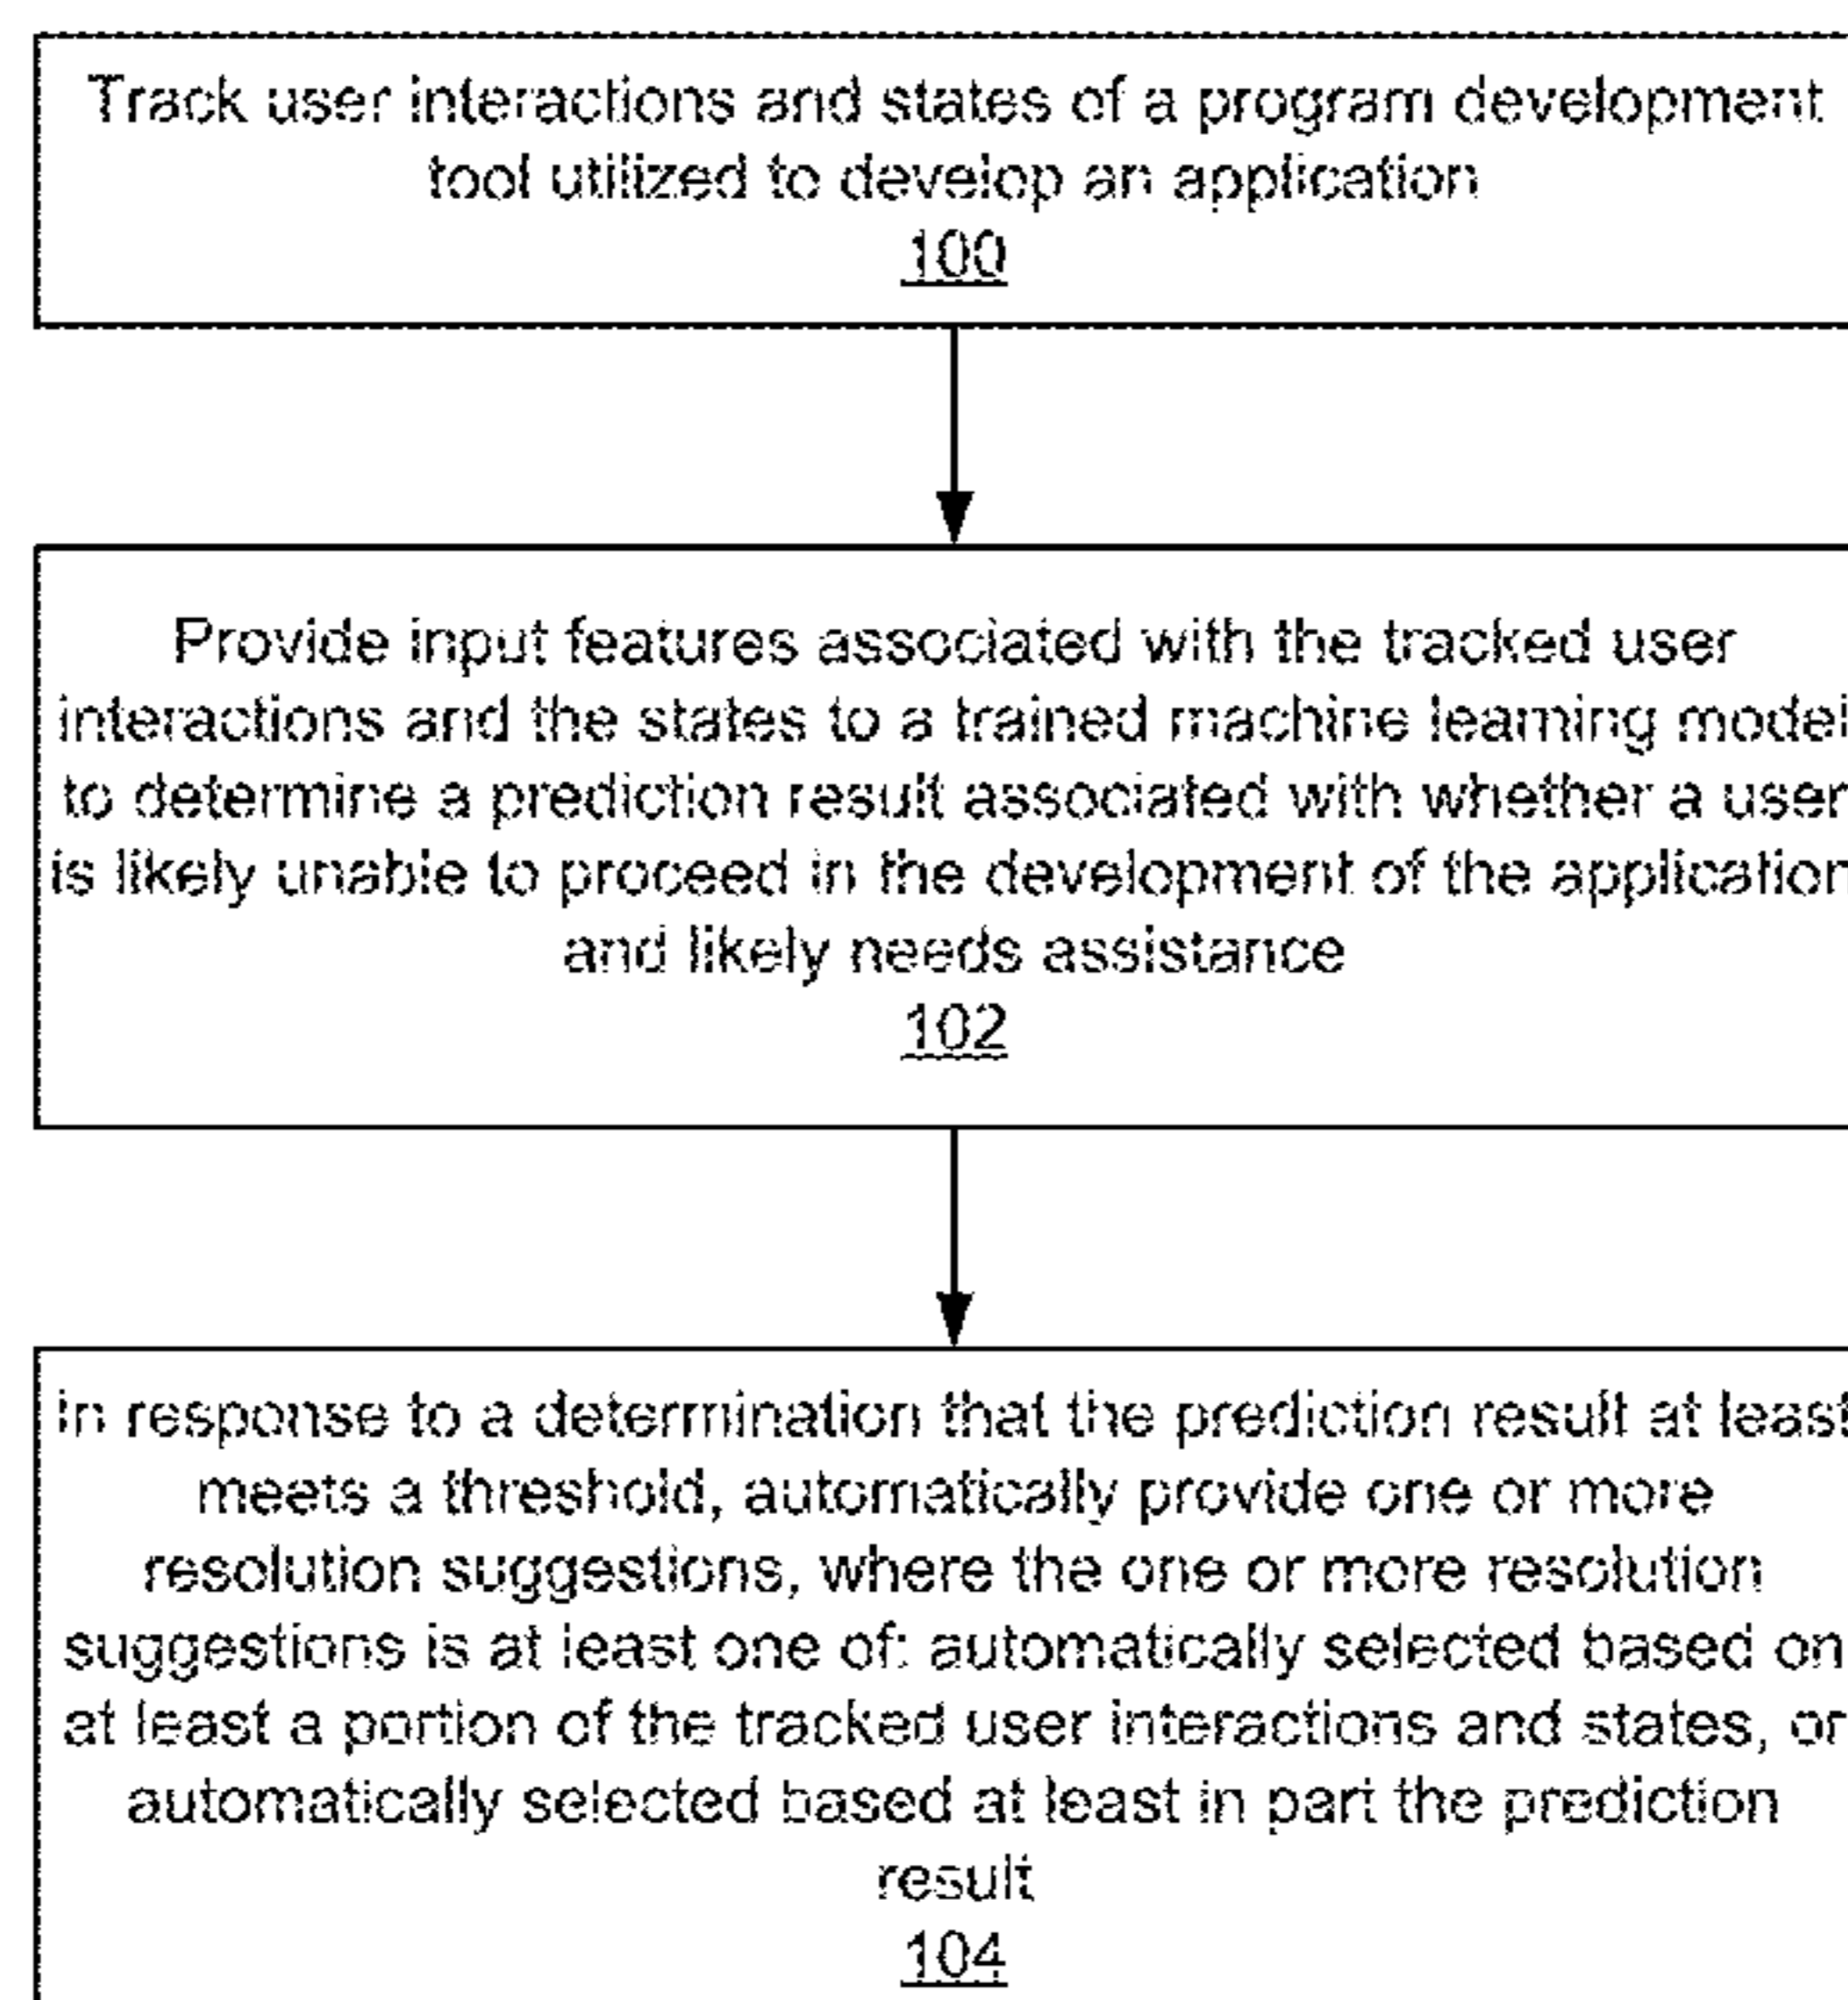 Track user interactions and states of a program development
tool utilized to develop an application
100
Provide input features associated with the tracked user
interactions and the states to a trained machine learning model
to determine a prediction result associated with whether a user
is likely unable to proceed in the development of the application
and likely needs assistance
102
In response to a determination that the prediction result at least
meets a threshold, automatically provide one or more
resolution suggestions, where the one or more resolution
suggestions is at least one of: automatically selected based on
at least a portion of the tracked user interactions and states, or
automatically selected based at least in part the prediction
result
104